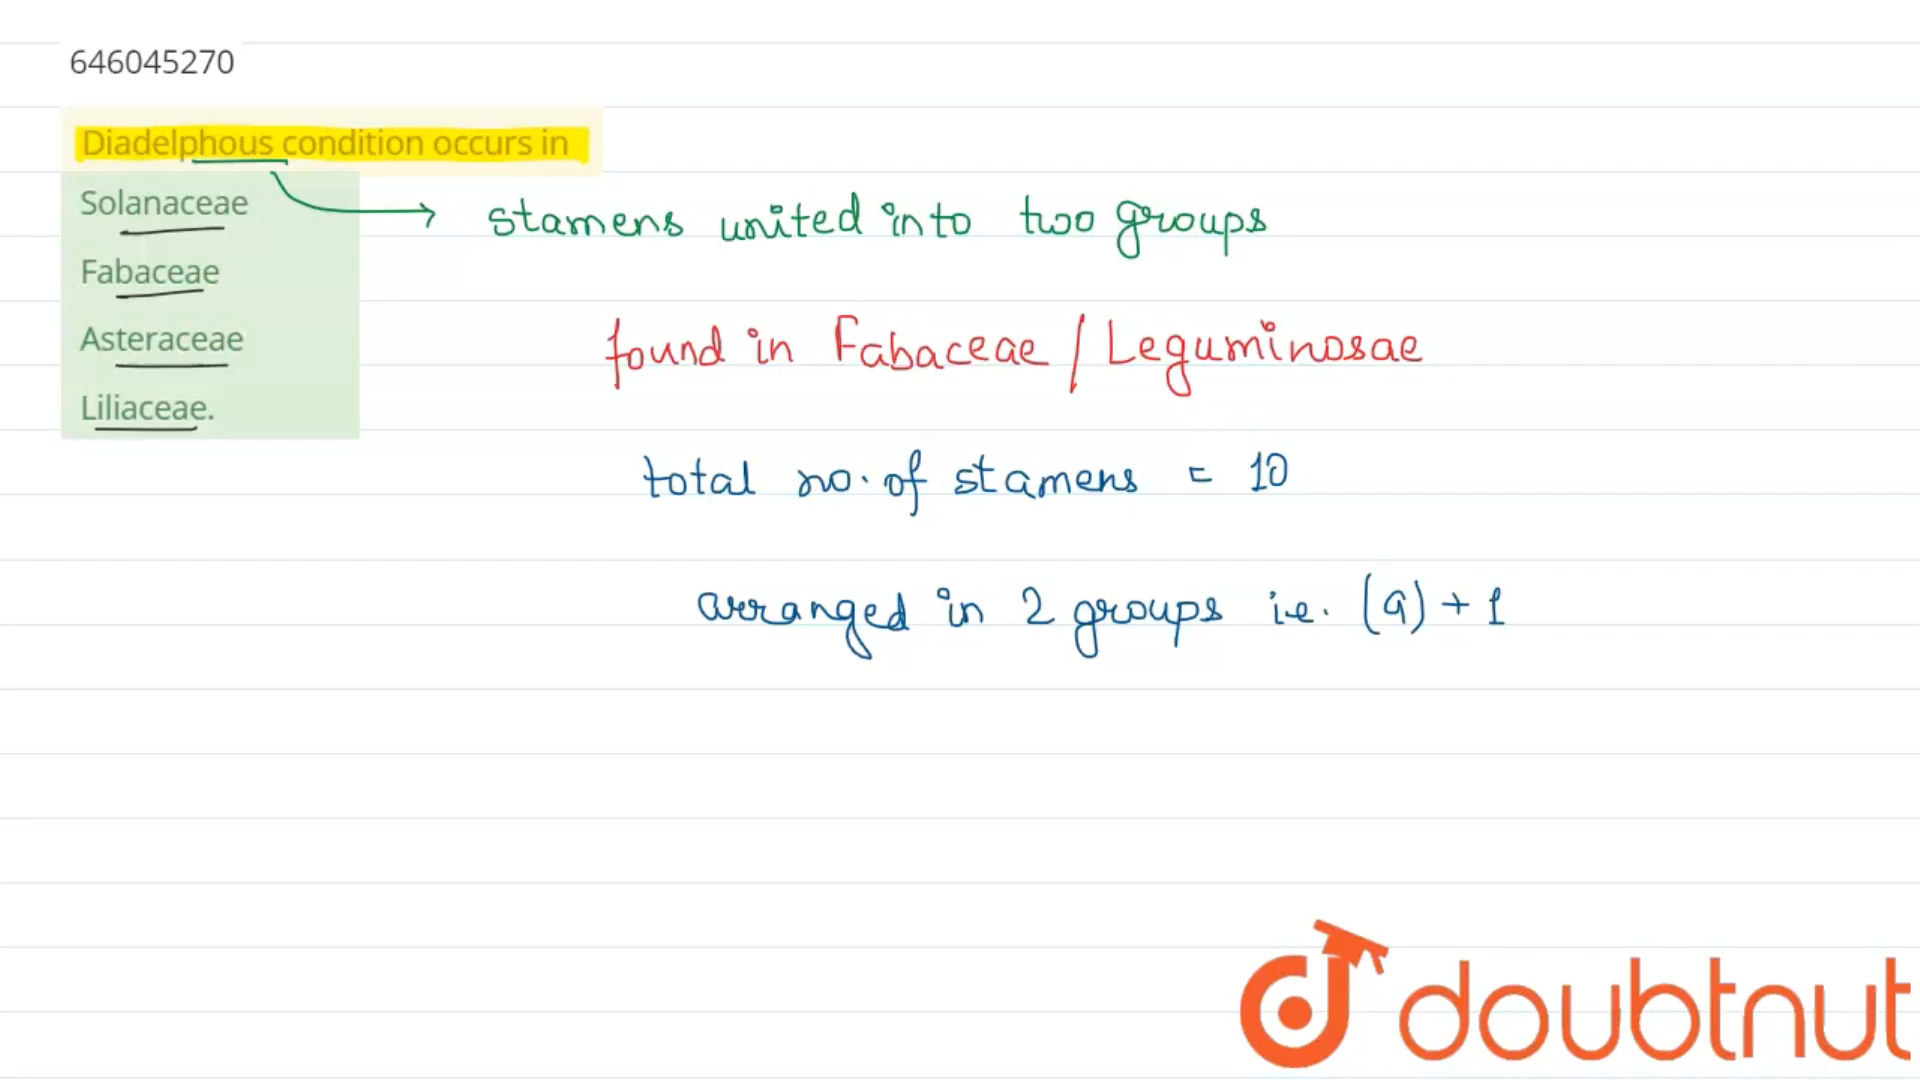 646045270
Diadelphous condition occurs in
Solanaceae
Fabaceae
Asteraceae
Liliaceae.
stamens united into two groups
found in Fabaceae / Leguminosae
total no. of stamens = 10
arranged in 2 groups i.e. (9) + 1
doubtnut